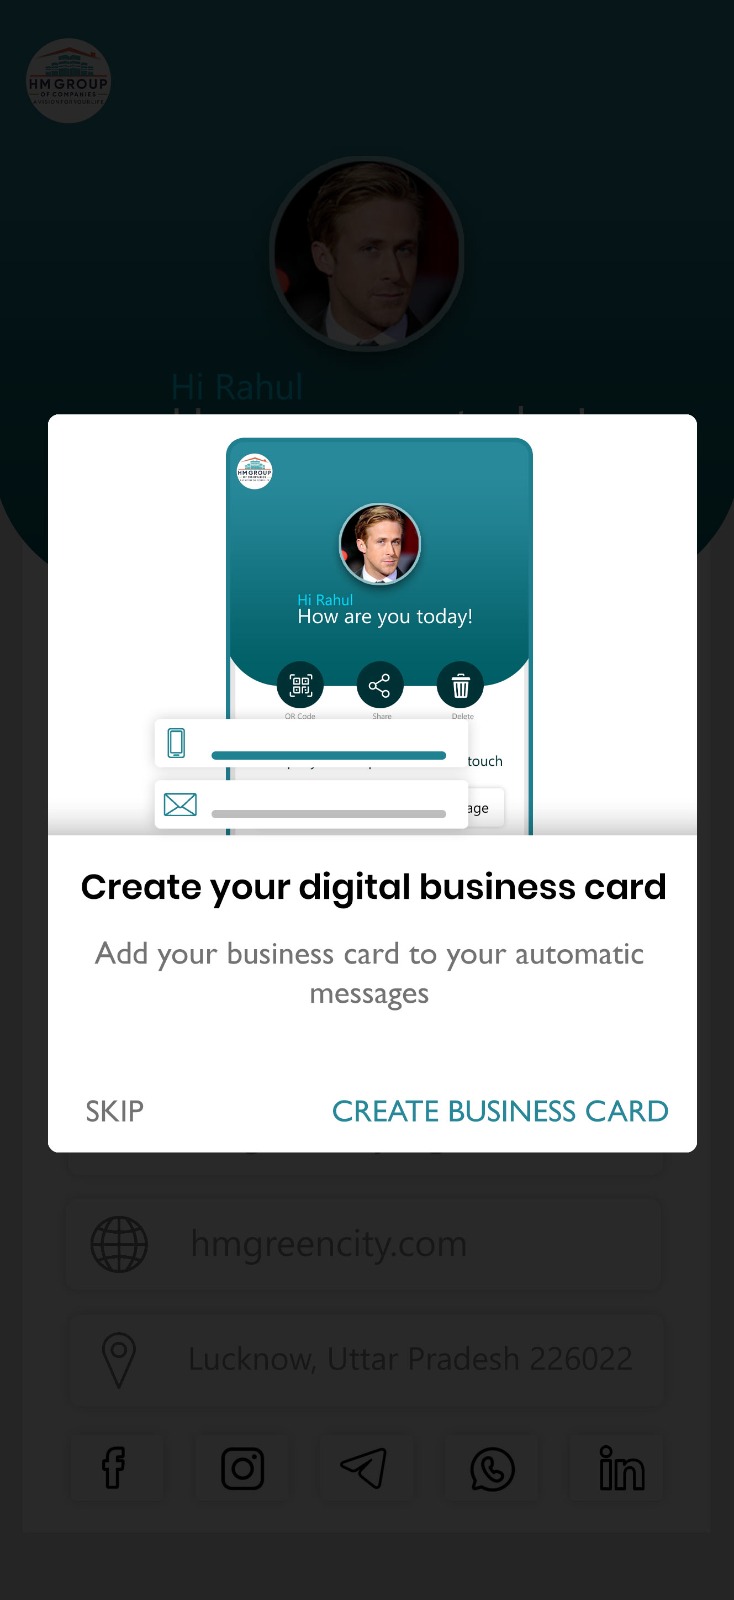 HM GROUP
OF COMPANIES
Hi Rahul
HM GROUP
Hi Rahul
How are you today!
QR Code
Share
Delete
touch
age
Create your digital business card
Add your business card to your automatic
messages
SKIP
CREATE BUSINESS CARD
hmgreencity.com
Lucknow, Uttar Pradesh 226022